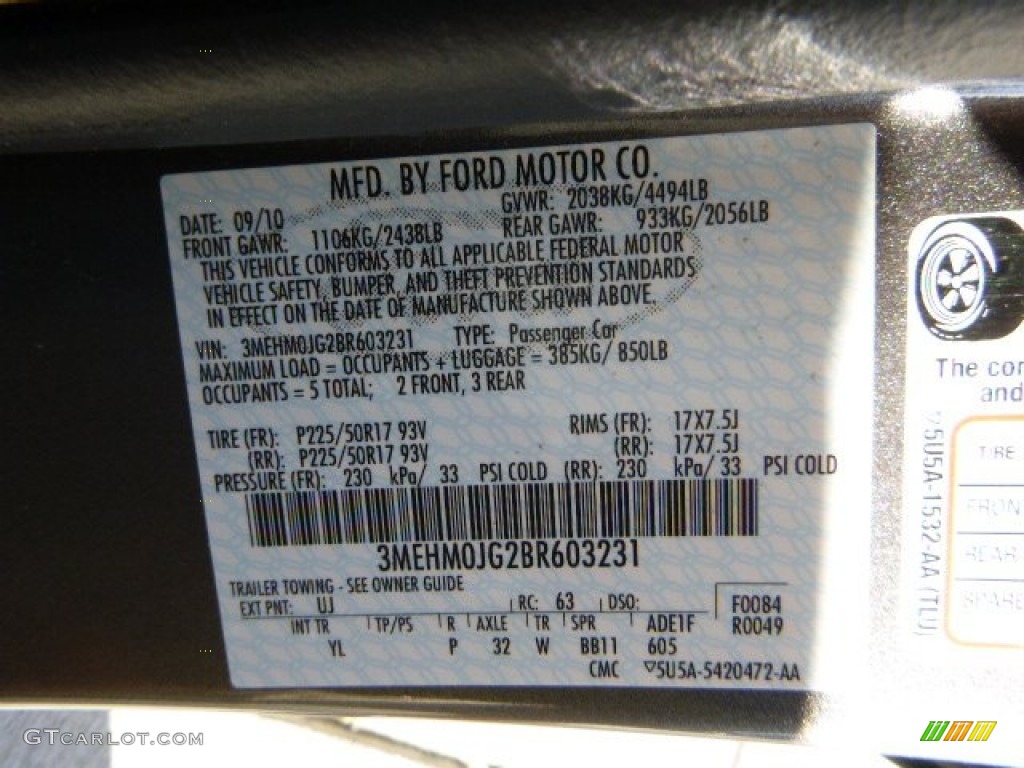 MFD. BY FORD MOTOR CO.
DATE: 09/10 GVWR: 2038KG/4494LB
FRONT GAWR: 1106KG/2438LB REAR GAWR: 933KG/2056LB
THIS VEHICLE CONFORMS TO ALL APPLICABLE FEDERAL MOTOR
VEHICLE SAFETY, BUMPER, AND THEFT PREVENTION STANDARDS
IN EFFECT ON THE DATE OF MANUFACTURE SHOWN ABOVE.
VIN: 3MEHM0JG2BR603231 TYPE: Passenger Car
MAXIMUM LOAD = OCCUPANTS + LUGGAGE = 385KG/ 850LB
OCCUPANTS = 5 TOTAL; 2 FRONT, 3 REAR
TIRE (FR): P225/50R17 93V RIMS (FR): 17X7.5J
(RR): P225/50R17 93V (RR): 17X7.5J
PRESSURE (FR): 230 kPa/ 33 PSI COLD (RR): 230 kPa/ 33 PSI COLD
3MEHM0JG2BR603231
TRAILER TOWING - SEE OWNER GUIDE
EXT PNT: UJ RC: 63 DSO: F0084
INT TR TP/PS R AXLE TR SPR ADE1F R0049
YL P 32 W BB11 605
CMC 5U5A-5420472-AA
The con
and
5U5A-1532-AA (TLU)
TIRE
FRON
REAR
SPARE
GTCARLOT.COM